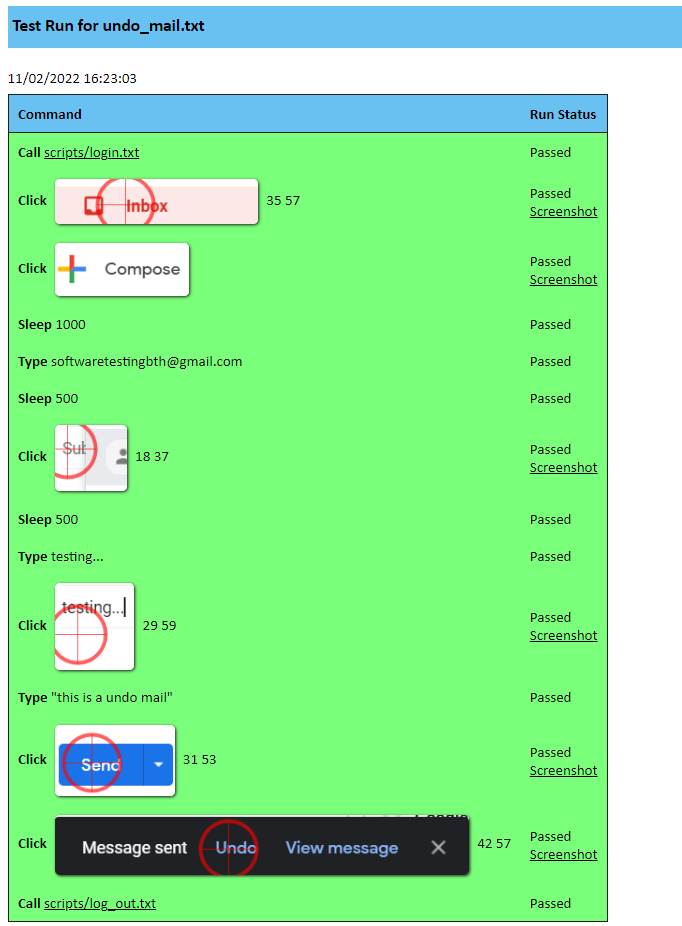 Test Run for undo_mail.txt
11/02/2022 16:23:03
Command Run Status
Call scripts/login.txt Passed
Click Inbox 35 57 Passed
Screenshot
Click Compose Passed
Screenshot
Sleep 1000 Passed
Type softwaretestingbth@gmail.com Passed
Sleep 500 Passed
Click Sub 18 37 Passed
Screenshot
Sleep 500 Passed
Type testing... Passed
Click testing... 29 59 Passed
Screenshot
Type "this is a undo mail" Passed
Click Send 31 53 Passed
Screenshot
Click Message sent Undo View message 42 57 Passed
Screenshot
Call scripts/log_out.txt Passed